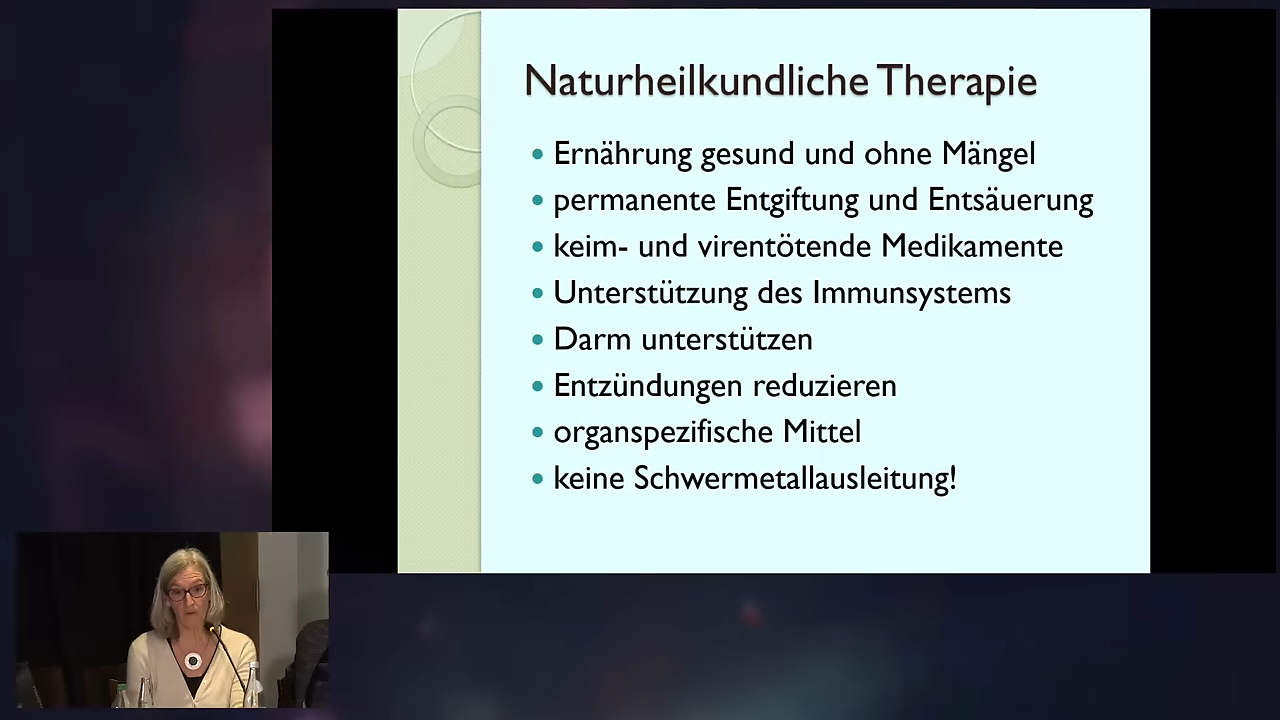 Naturheilkundliche Therapie
• Ernährung gesund und ohne Mängel
• permanente Entgiftung und Entsäuerung
• keim- und virentötende Medikamente
• Unterstützung des Immunsystems
• Darm unterstützen
• Entzündungen reduzieren
• organspezifische Mittel
• keine Schwermetallausleitung!